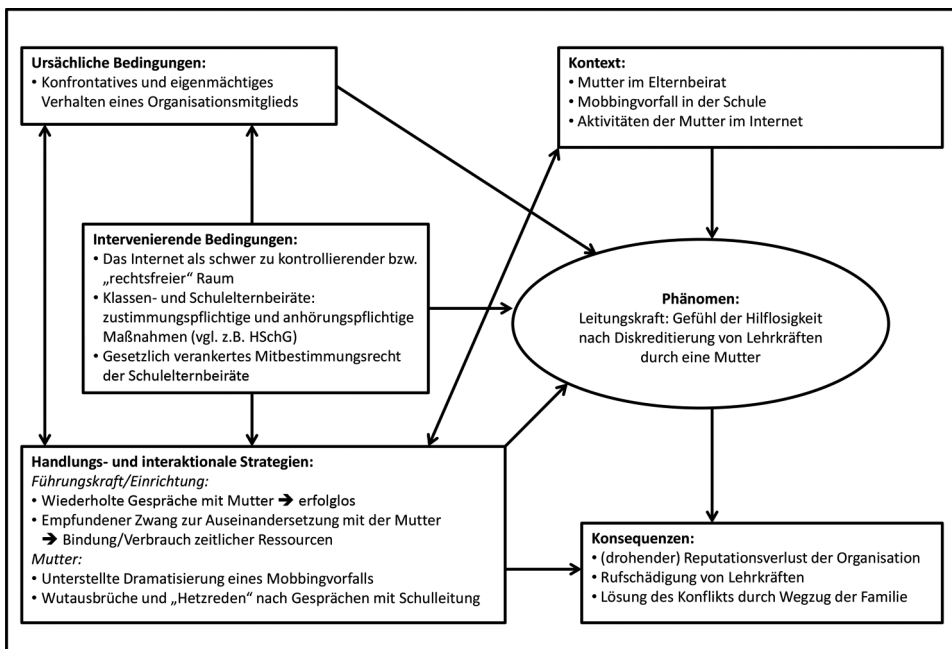 Ursächliche Bedingungen:
• Konfrontatives und eigenmächtiges
Verhalten eines Organisationsmitglieds
Kontext:
• Mutter im Elternbeirat
• Mobbingvorfall in der Schule
• Aktivitäten der Mutter im Internet
Intervenierende Bedingungen:
• Das Internet als schwer zu kontrollierender bzw.
„rechtsfreier“ Raum
• Klassen- und Schulelternbeiräte:
zustimmungspflichtige und anhörungspflichtige
Maßnahmen (vgl. z.B. HSchG)
• Gesetzlich verankertes Mitbestimmungsrecht
der Schulelternbeiräte
Phänomen:
Leitungskraft: Gefühl der Hilflosigkeit
nach Diskreditierung von Lehrkräften
durch eine Mutter
Handlungs- und interaktionale Strategien:
Führungskraft/Einrichtung:
• Wiederholte Gespräche mit Mutter ➔ erfolglos
• Empfundener Zwang zur Auseinandersetzung mit der Mutter
➔ Bindung/Verbrauch zeitlicher Ressourcen
Mutter:
• Unterstellte Dramatisierung eines Mobbingvorfalls
• Wutausbrüche und „Hetzreden“ nach Gesprächen mit Schulleitung
Konsequenzen:
• (drohender) Reputationsverlust der Organisation
• Rufschädigung von Lehrkräften
• Lösung des Konflikts durch Wegzug der Familie